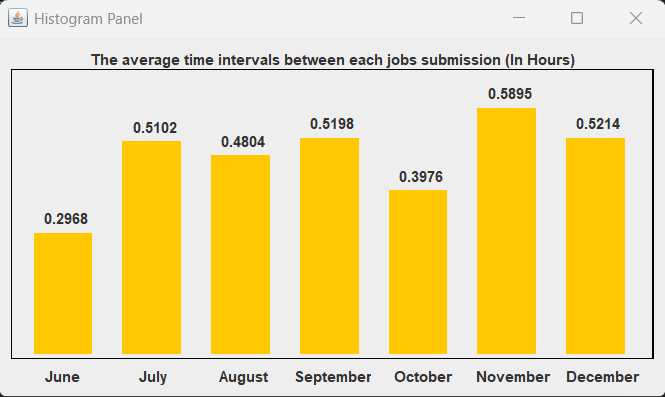 Histogram Panel
The average time intervals between each jobs submission (In Hours)
0.2968
0.5102
0.4804
0.5198
0.3976
0.5895
0.5214
June
July
August
September
October
November
December